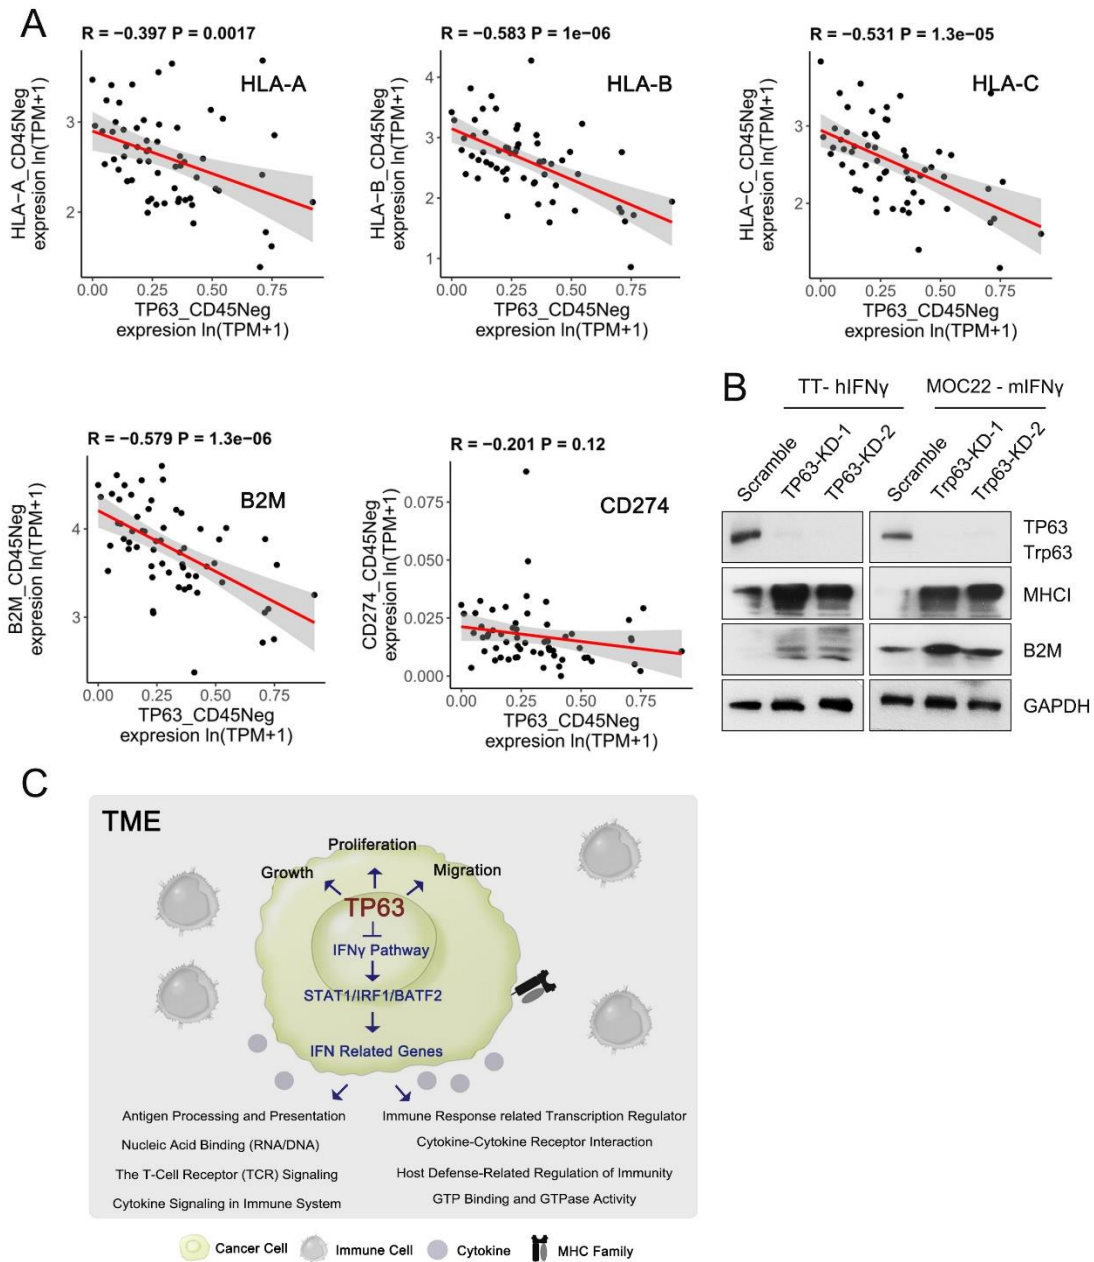 A
R = −0.397 P = 0.0017
HLA-A
HLA−A_CD45Neg
expresion ln(TPM+1)
3
2
0.00 0.25 0.50 0.75
TP63_CD45Neg
expresion ln(TPM+1)
R = −0.583 P = 1e−06
HLA-B
HLA−B_CD45Neg
expresion ln(TPM+1)
4
3
2
1
0.00 0.25 0.50 0.75
TP63_CD45Neg
expresion ln(TPM+1)
R = −0.531 P = 1.3e−05
HLA-C
HLA−C_CD45Neg
expresion ln(TPM+1)
3
2
0.00 0.25 0.50 0.75
TP63_CD45Neg
expresion ln(TPM+1)
R = −0.579 P = 1.3e−06
B2M
B2M_CD45Neg
expresion ln(TPM+1)
4
3
0.00 0.25 0.50 0.75
TP63_CD45Neg
expresion ln(TPM+1)
R = −0.201 P = 0.12
CD274
CD274_CD45Neg
expresion ln(TPM+1)
0.075
0.050
0.025
0.000
0.00 0.25 0.50 0.75
TP63_CD45Neg
expresion ln(TPM+1)
B
TT- hIFNγ
MOC22 - mIFNγ
Scramble
TP63-KD-1
TP63-KD-2
Scramble
Trp63-KD-1
Trp63-KD-2
TP63
Trp63
MHCI
B2M
GAPDH
C
TME
Proliferation
Growth
Migration
TP63
IFNγ Pathway
STAT1/IRF1/BATF2
IFN Related Genes
Antigen Processing and Presentation
Nucleic Acid Binding (RNA/DNA)
The T-Cell Receptor (TCR) Signaling
Cytokine Signaling in Immune System
Immune Response related Transcription Regulator
Cytokine-Cytokine Receptor Interaction
Host Defense-Related Regulation of Immunity
GTP Binding and GTPase Activity
Cancer Cell
Immune Cell
Cytokine
MHC Family